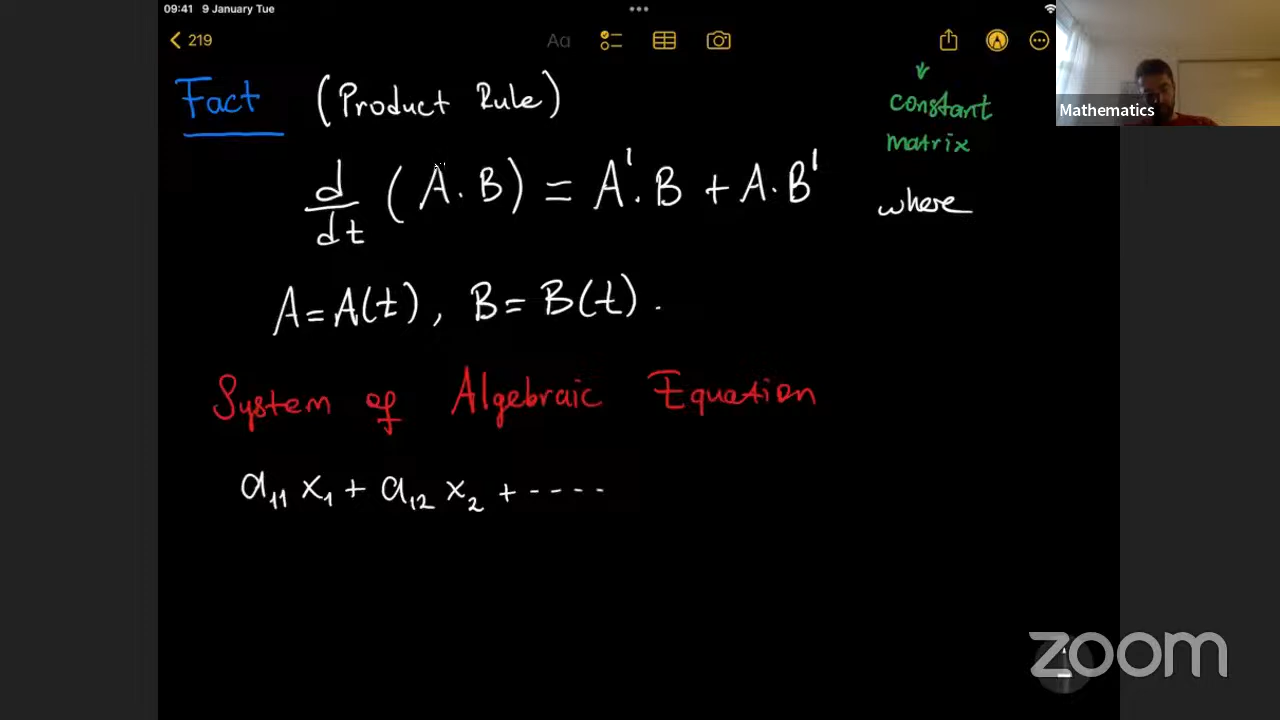 09:41 9 January Tue
219
Aa
Fact (Product Rule)
constant
matrix
Mathematics
d/dt (A . B) = A' . B + A . B' where
A = A(t), B = B(t) .
System of Algebraic Equation
a₁₁ x₁ + a₁₂ x₂ + -----
zoom